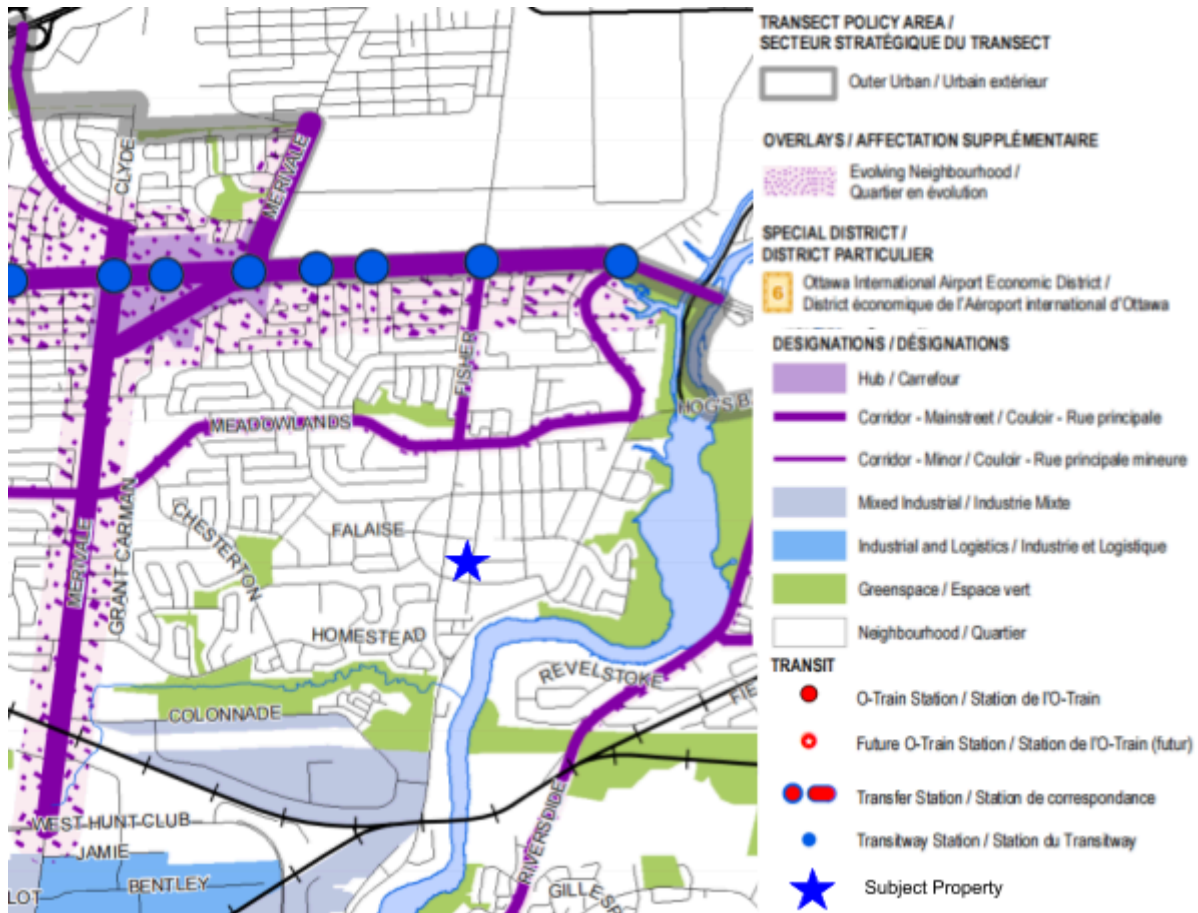 CLYDE
MERIVALE
FISHER
HOG'S B
MEADOWLANDS
GRANT CARMAN
MERIVALE
CHESTERTON
FALAISE
HOMESTEAD
REVELSTOKE
FIE
COLONNADE
RIVERSIDE
WEST HUNT CLUB
JAMIE
BENTLEY
LOT
GILLESP
TRANSECT POLICY AREA /
SECTEUR STRATÉGIQUE DU TRANSECT
Outer Urban / Urbain extérieur
OVERLAYS / AFFECTATION SUPPLÉMENTAIRE
Evolving Neighbourhood /
Quartier en évolution
SPECIAL DISTRICT /
DISTRICT PARTICULIER
6
Ottawa International Airport Economic District /
District économique de l'Aéroport international d'Ottawa
DESIGNATIONS / DÉSIGNATIONS
Hub / Carrefour
Corridor - Mainstreet / Couloir - Rue principale
Corridor - Minor / Couloir - Rue principale mineure
Mixed Industrial / Industrie Mixte
Industrial and Logistics / Industrie et Logistique
Greenspace / Espace vert
Neighbourhood / Quartier
TRANSIT
O-Train Station / Station de l'O-Train
Future O-Train Station / Station de l'O-Train (futur)
Transfer Station / Station de correspondance
Transitway Station / Station du Transitway
Subject Property